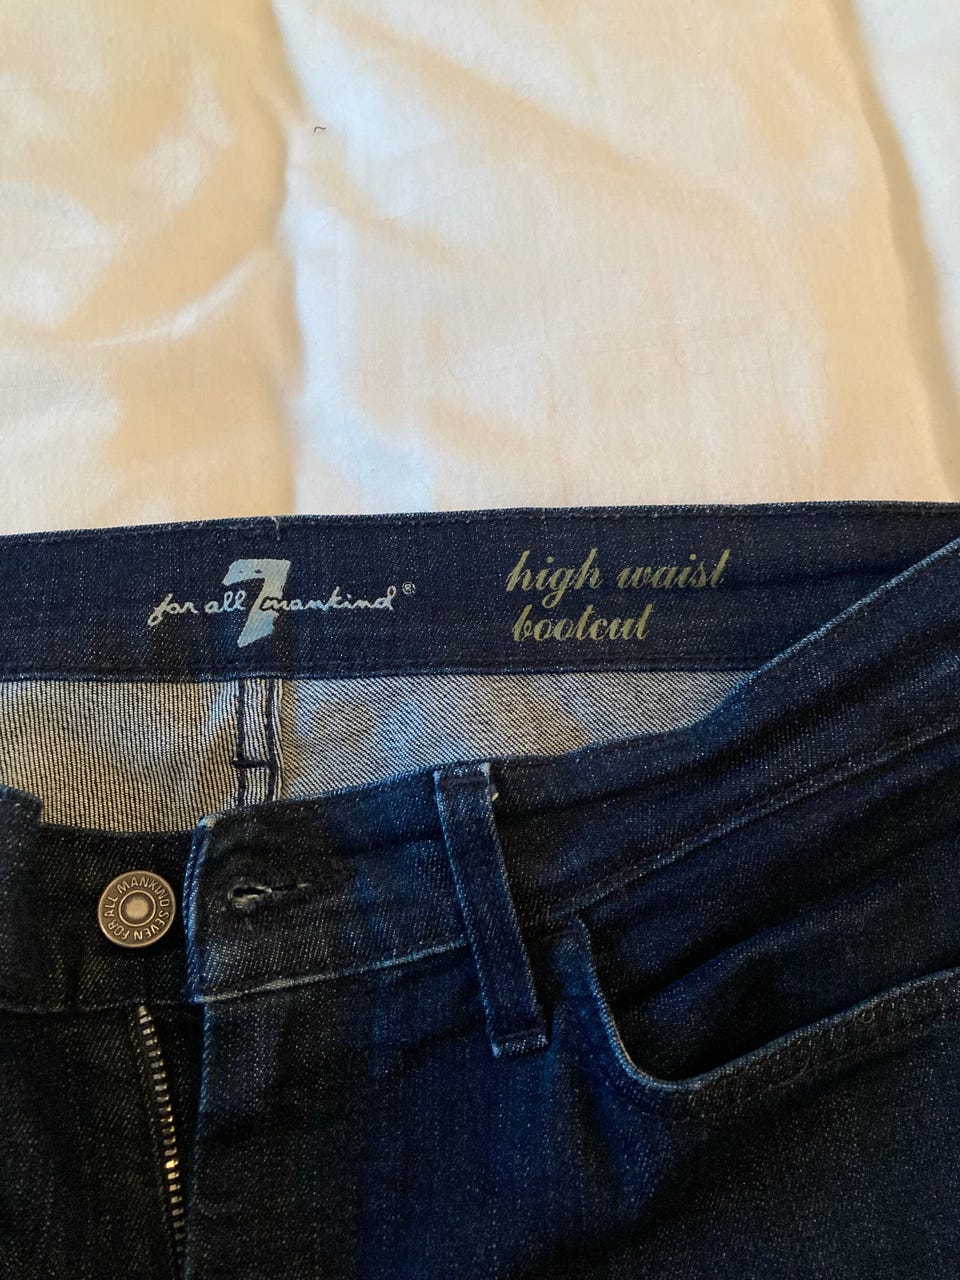 7
for all mankind®
high waist
bootcut
SEVEN FOR ALL MANKIND